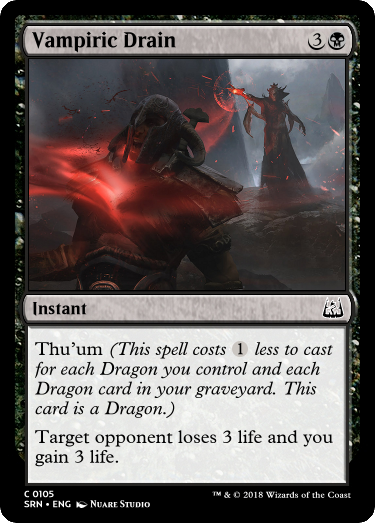 Vampiric Drain 3
Instant
Thu'um (This spell costs 1 less to cast
for each Dragon you control and each
Dragon card in your graveyard. This
card is a Dragon.)
Target opponent loses 3 life and you
gain 3 life.
C 0105
SRN • ENG Nuare Studio
™ & © 2018 Wizards of the Coast